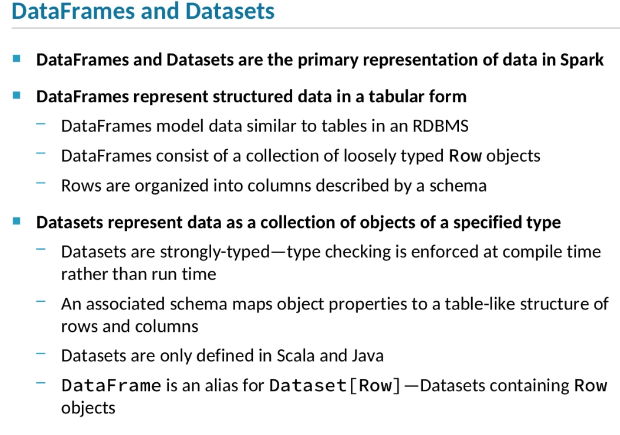 DataFrames and Datasets
DataFrames and Datasets are the primary representation of data in Spark
DataFrames represent structured data in a tabular form
– DataFrames model data similar to tables in an RDBMS
– DataFrames consist of a collection of loosely typed Row objects
– Rows are organized into columns described by a schema
Datasets represent data as a collection of objects of a specified type
– Datasets are strongly-typed—type checking is enforced at compile time
rather than run time
– An associated schema maps object properties to a table-like structure of
rows and columns
– Datasets are only defined in Scala and Java
– DataFrame is an alias for Dataset[Row]—Datasets containing Row
objects